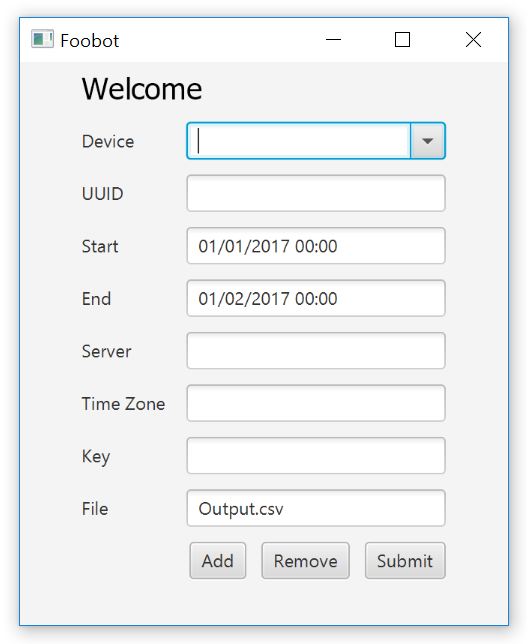 Foobot
Welcome
Device
UUID
Start 01/01/2017 00:00
End 01/02/2017 00:00
Server
Time Zone
Key
File Output.csv
Add Remove Submit